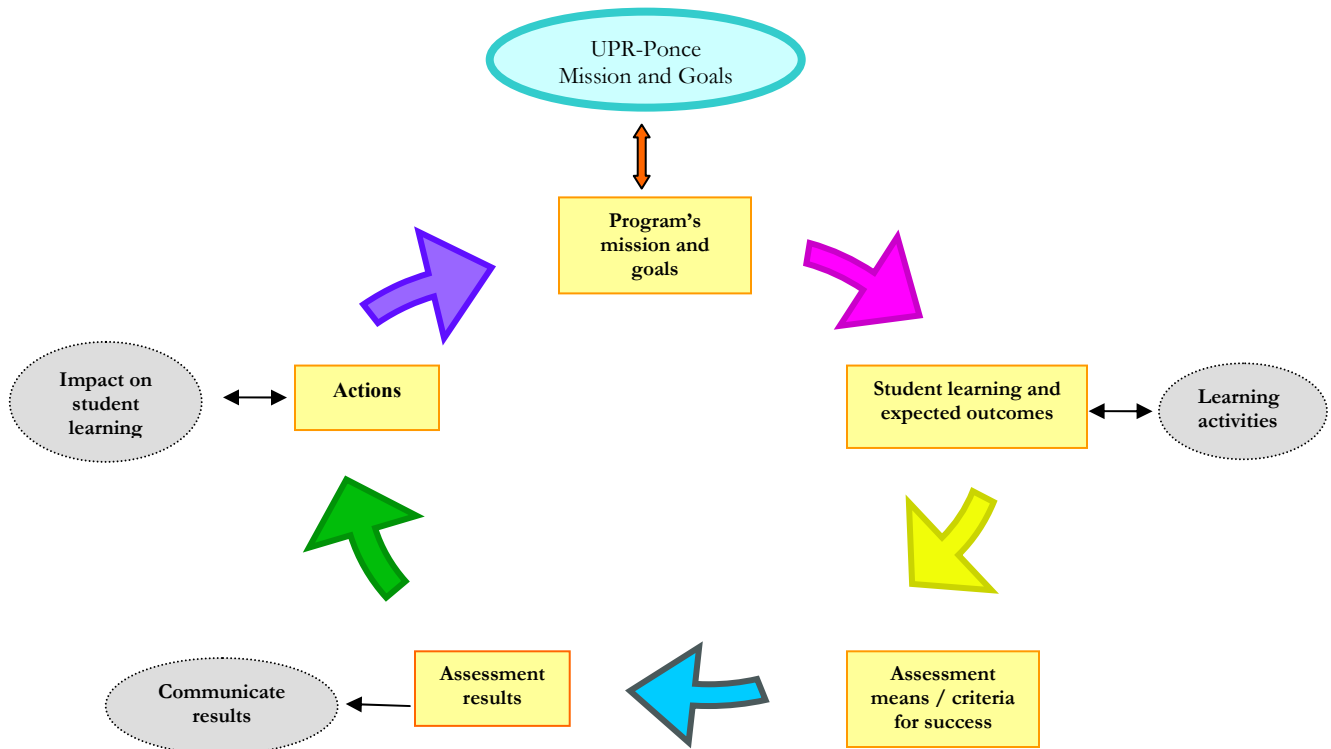 UPR-Ponce
Mission and Goals
Program’s
mission and
goals
Impact on
student
learning
Actions
Student learning and
expected outcomes
Learning
activities
Communicate
results
Assessment
results
Assessment
means / criteria
for success